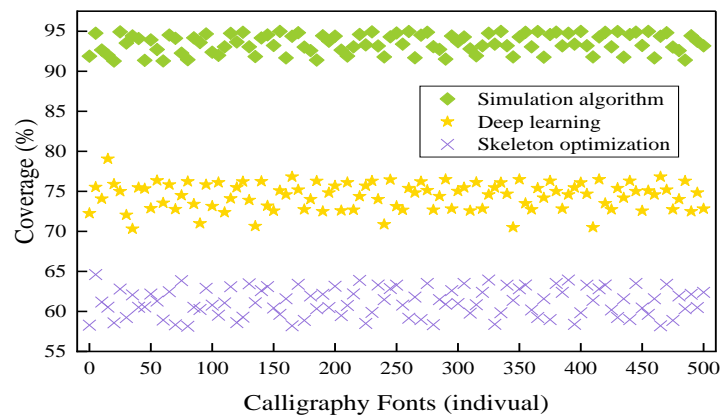 95
90
85
80
75
70
65
60
55
Coverage (%)
Simulation algorithm
Deep learning
Skeleton optimization
0 50 100 150 200 250 300 350 400 450 500
Calligraphy Fonts (indivual)